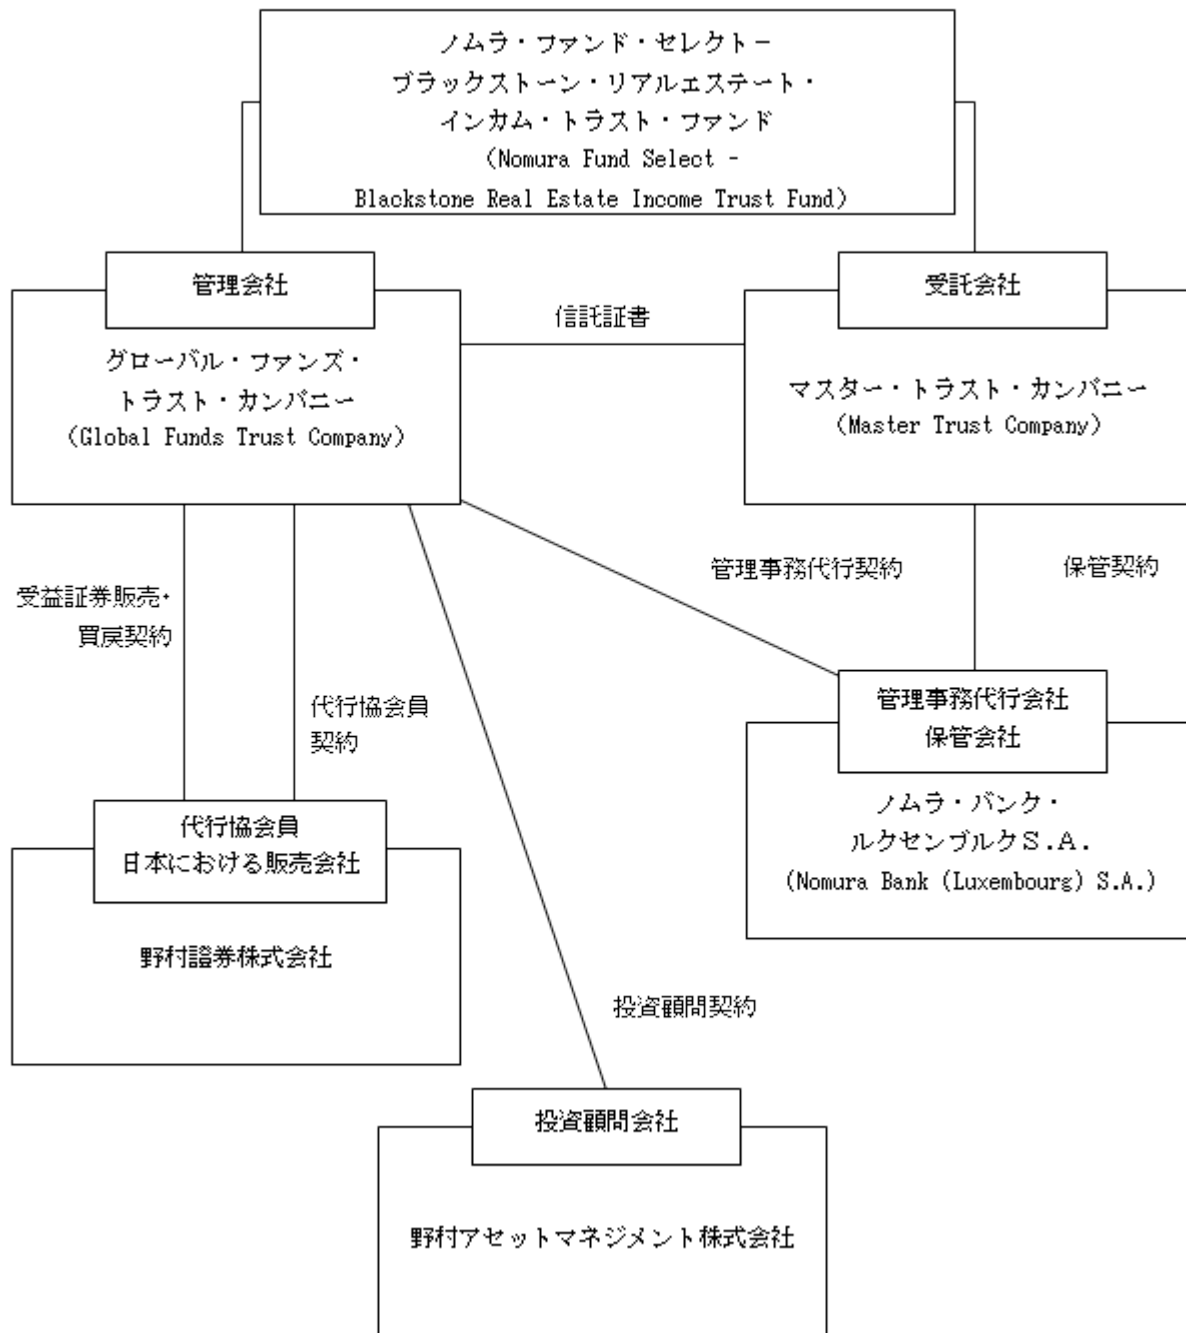 ノムラ・ファンド・セレクト－
ブラックストーン・リアルエステート・
インカム・トラスト・ファンド
（Nomura Fund Select -
Blackstone Real Estate Income Trust Fund）
管理会社
受託会社
信託証書
グローバル・ファンズ・
トラスト・カンパニー
（Global Funds Trust Company）
マスター・トラスト・カンパニー
（Master Trust Company）
管理事務代行契約
保管契約
受益証券販売・
買戻契約
代行協会員
契約
管理事務代行会社
保管会社
ノムラ・バンク・
ルクセンブルクＳ.Ａ.
(Nomura Bank (Luxembourg) S.A.)
代行協会員
日本における販売会社
野村證券株式会社
投資顧問契約
投資顧問会社
野村アセットマネジメント株式会社